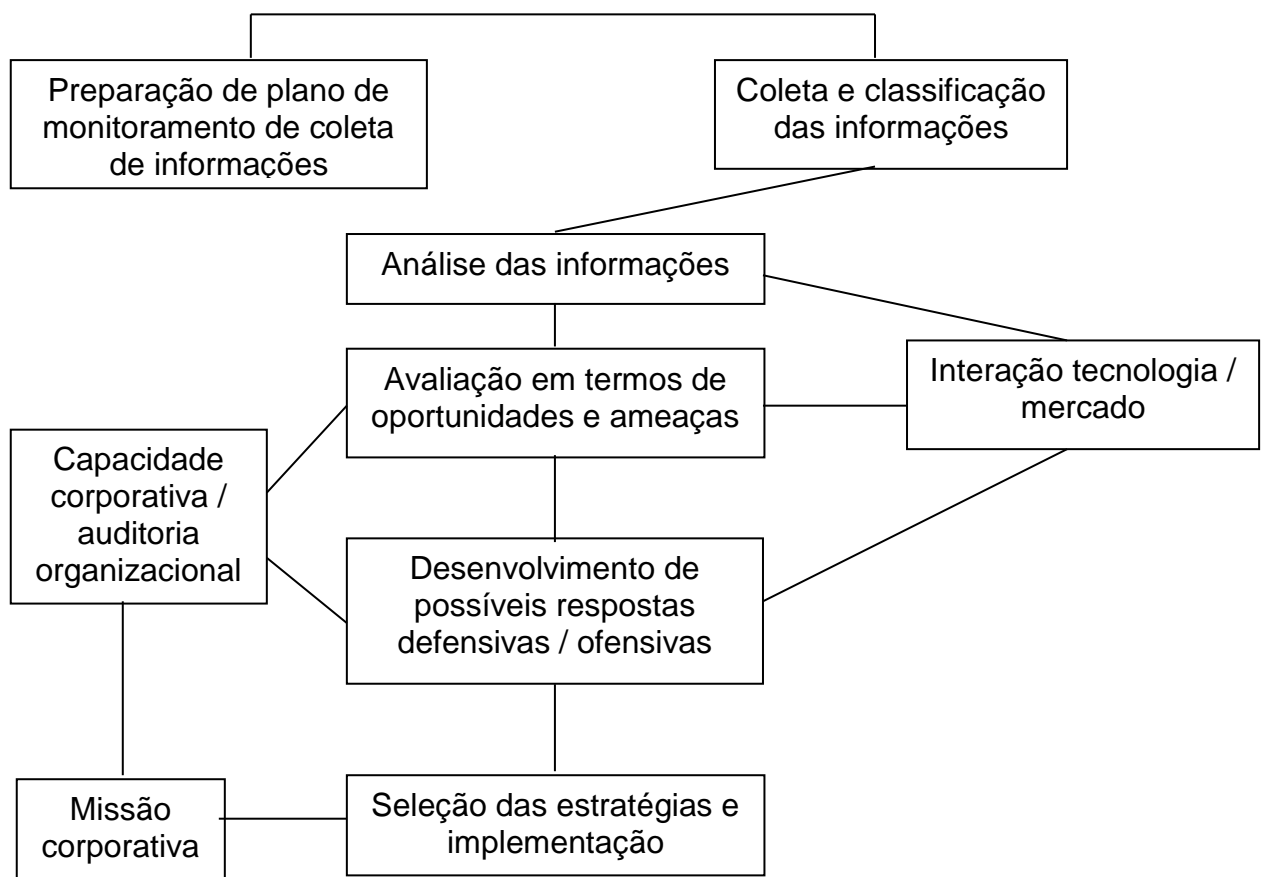 Preparação de plano de
monitoramento de coleta
de informações
Coleta e classificação
das informações
Análise das informações
Avaliação em termos de
oportunidades e ameaças
Interação tecnologia /
mercado
Capacidade
corporativa /
auditoria
organizacional
Desenvolvimento de
possíveis respostas
defensivas / ofensivas
Missão
corporativa
Seleção das estratégias e
implementação